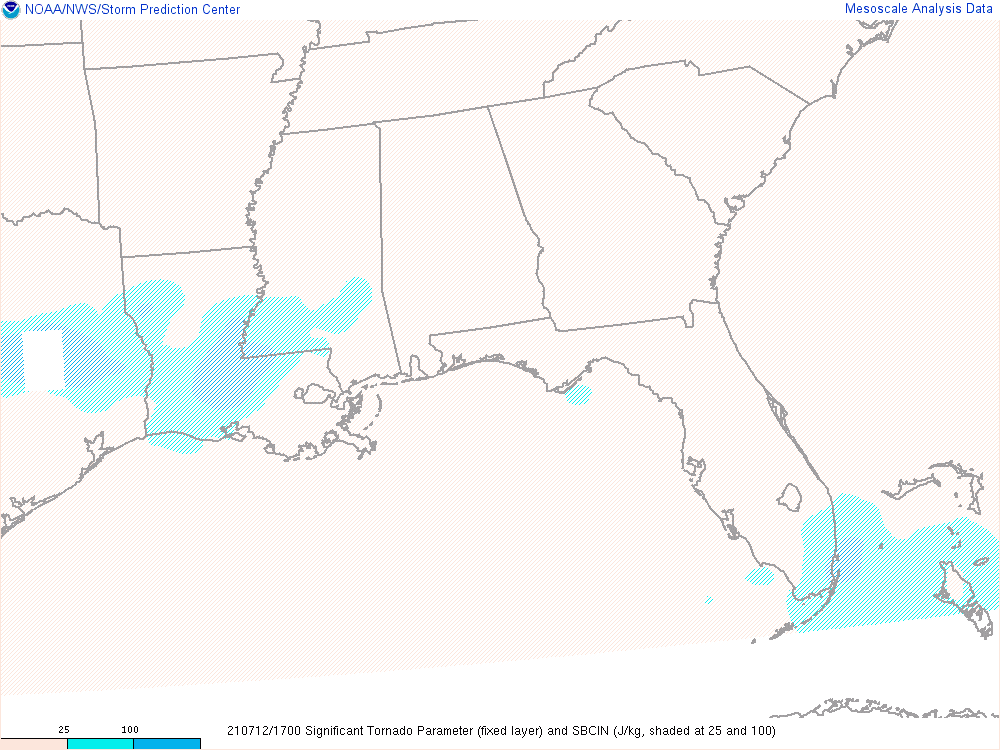 NOAA/NWS/Storm Prediction Center
Mesoscale Analysis Data
25 100
210712/1700 Significant Tornado Parameter (fixed layer) and SBCIN (J/kg, shaded at 25 and 100)